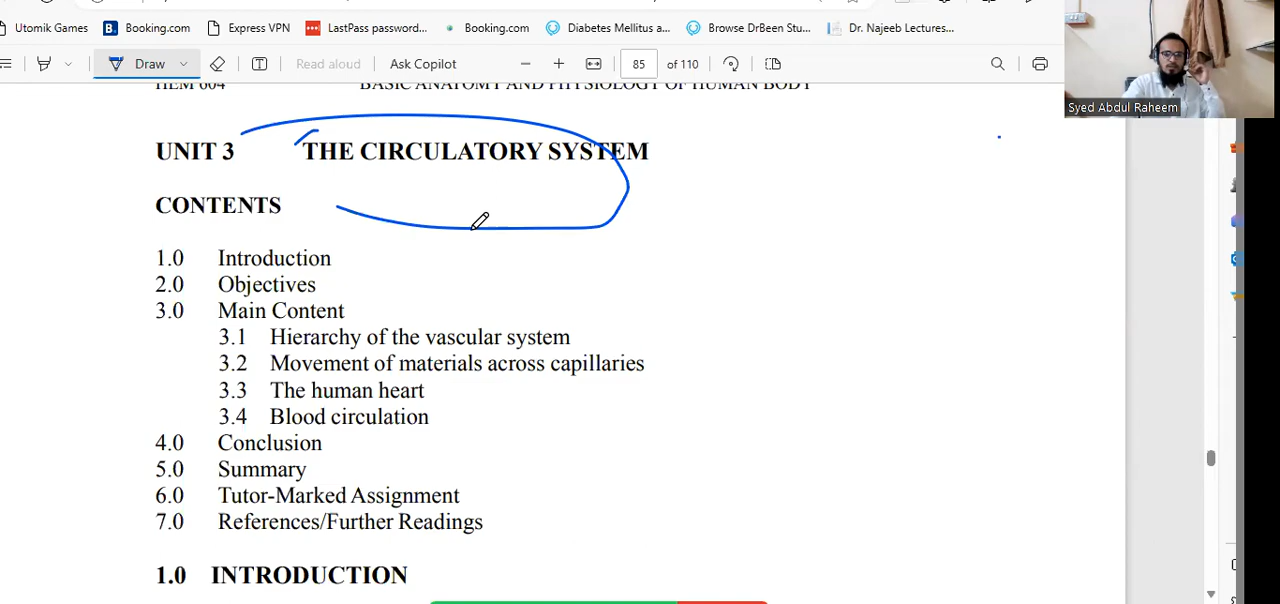 Utomik Games Booking.com Express VPN LastPass password... Booking.com Diabetes Mellitus a... Browse DrBeen Stu... Dr. Najeeb Lectures...
Draw Read aloud Ask Copilot 85 of 110
Syed Abdul Raheem
HEM 604 BASIC ANATOMY AND PHYSIOLOGY OF HUMAN BODY
UNIT 3 THE CIRCULATORY SYSTEM
CONTENTS
1.0 Introduction
2.0 Objectives
3.0 Main Content
3.1 Hierarchy of the vascular system
3.2 Movement of materials across capillaries
3.3 The human heart
3.4 Blood circulation
4.0 Conclusion
5.0 Summary
6.0 Tutor-Marked Assignment
7.0 References/Further Readings
1.0 INTRODUCTION